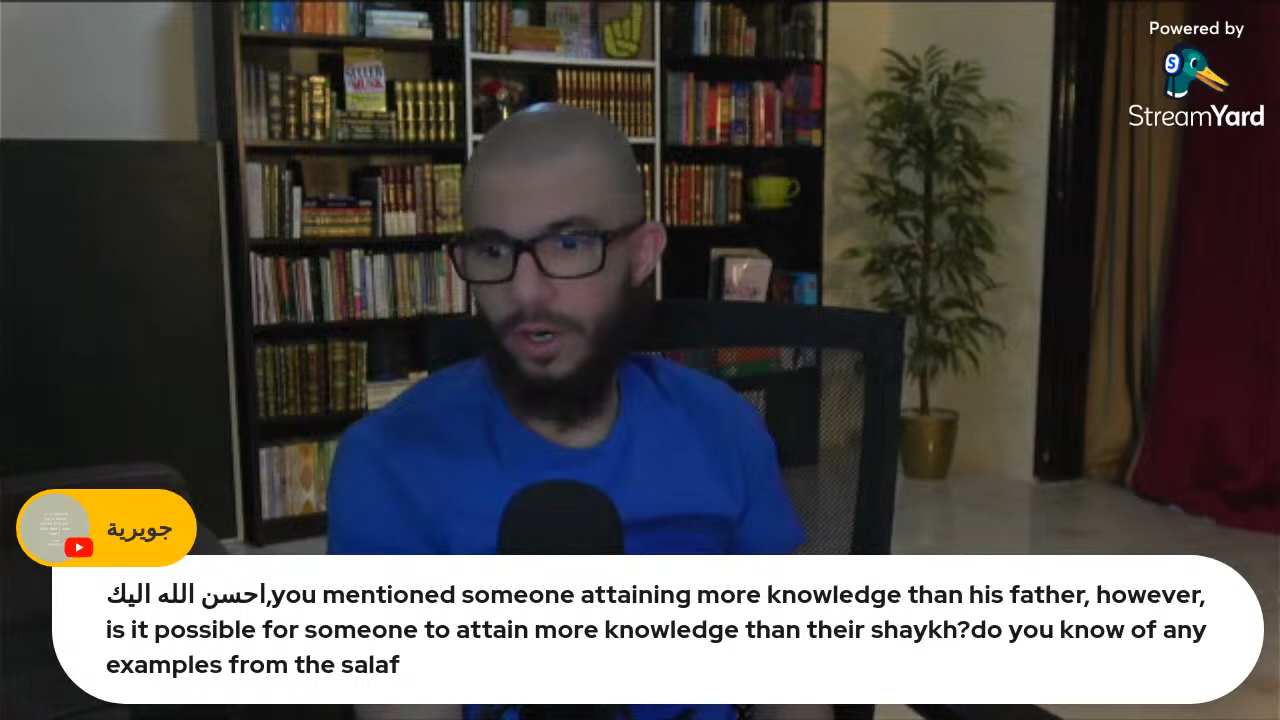 Powered by
StreamYard
جويرية
احسن الله اليك,you mentioned someone attaining more knowledge than his father, however,
is it possible for someone to attain more knowledge than their shaykh?do you know of any
examples from the salaf